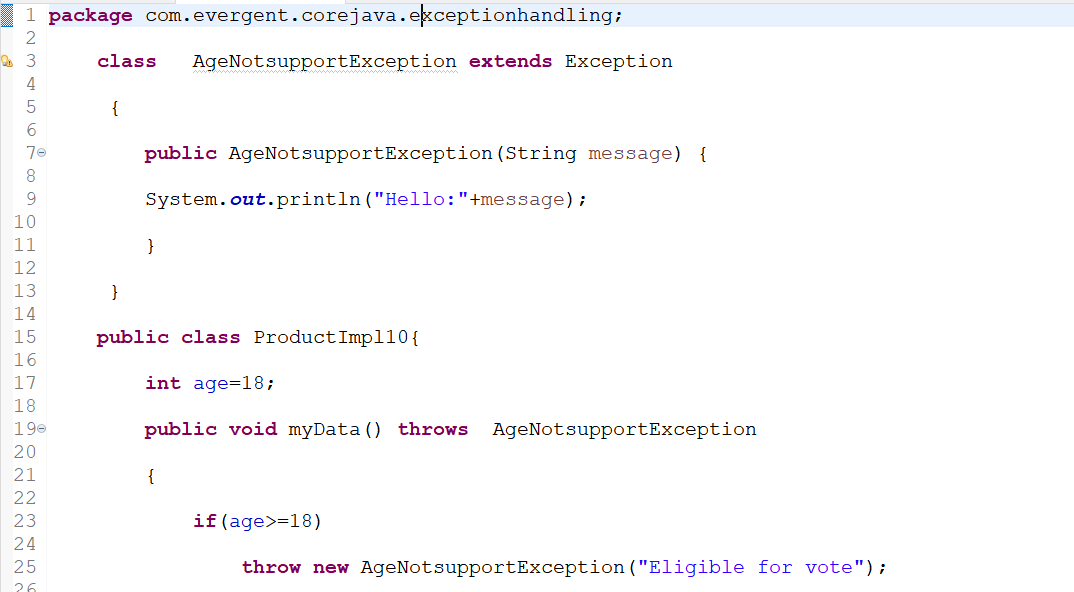 1 package com.evergent.corejava.exceptionhandling;
2
3 class AgeNotsupportException extends Exception
4
5 {
6
7 public AgeNotsupportException(String message) {
8
9 System.out.println("Hello:"+message);
10
11 }
12
13 }
14
15 public class ProductImpl10{
16
17 int age=18;
18
19 public void myData() throws AgeNotsupportException
20
21 {
22
23 if(age>=18)
24
25 throw new AgeNotsupportException("Eligible for vote");
26